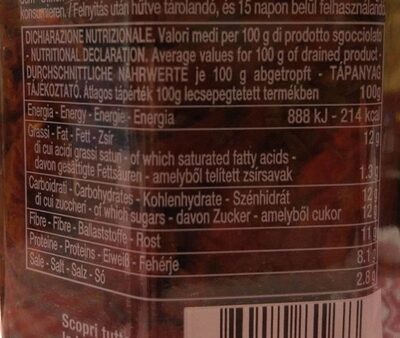 konsumieren. / Felnyitás után hűtve tárolandó, és 15 napon belül felhasználandó
DICHIARAZIONE NUTRIZIONALE. Valori medi per 100 g di prodotto sgocciolato
- NUTRITIONAL DECLARATION. Average values for 100 g of drained product -
DURCHSCHNITTLICHE NÄHRWERTE je 100 g abgetropft - TÁPANYAG
TÁJÉKOZTATÓ. Átlagos tápérték 100g lecsepegtetett termékben 100g
Energia - Energy - Energie - Energia 888 kJ - 214 kcal
Grassi - Fat - Fett - Zsír 12 g
di cui acidi grassi saturi - of which saturated fatty acids -
davon gesättigte Fettsäuren - amelyből telített zsírsavak 1.3 g
Carboidrati - Carbohydrates - Kohlenhydrate - Szénhidrát 12 g
di cui zuccheri - of which sugars - davon Zucker - amelyből cukor 12 g
Fibre - Fibre - Ballaststoffe - Rost 11 g
Proteine - Proteins - Eiweiß - Fehérje 8.1 g
Sale - Salt - Salz - Só 2.8 g
Scopri tutt